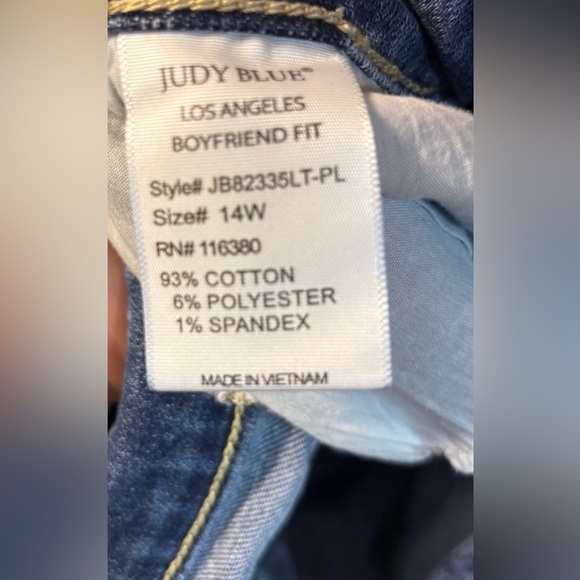 JUDY BLUE™
LOS ANGELES
BOYFRIEND FIT
Style# JB82335LT-PL
Size# 14W
RN# 116380
93% COTTON
6% POLYESTER
1% SPANDEX
MADE IN VIETNAM